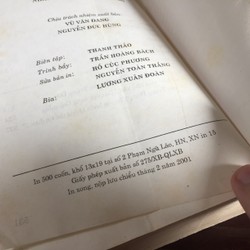 Chịu trách nhiệm xuất bản:
VŨ VĂN ĐANG
NGUYỄN ĐỨC HÙNG
Biên tập: THANH THẢO
Trình bày: TRẦN HOÀNG BÁCH
HỒ CÚC PHƯƠNG
Sửa bản in: NGUYỄN TOÀN THẮNG
Bìa: LƯƠNG XUÂN ĐOÀN
In 500 cuốn, khổ 13x19 tại số 2 Phạm Ngũ Lão, HN, XN in 15
Giấy phép xuất bản số 275/XB-QLXB
In xong, nộp lưu chiểu tháng 2 năm 2001